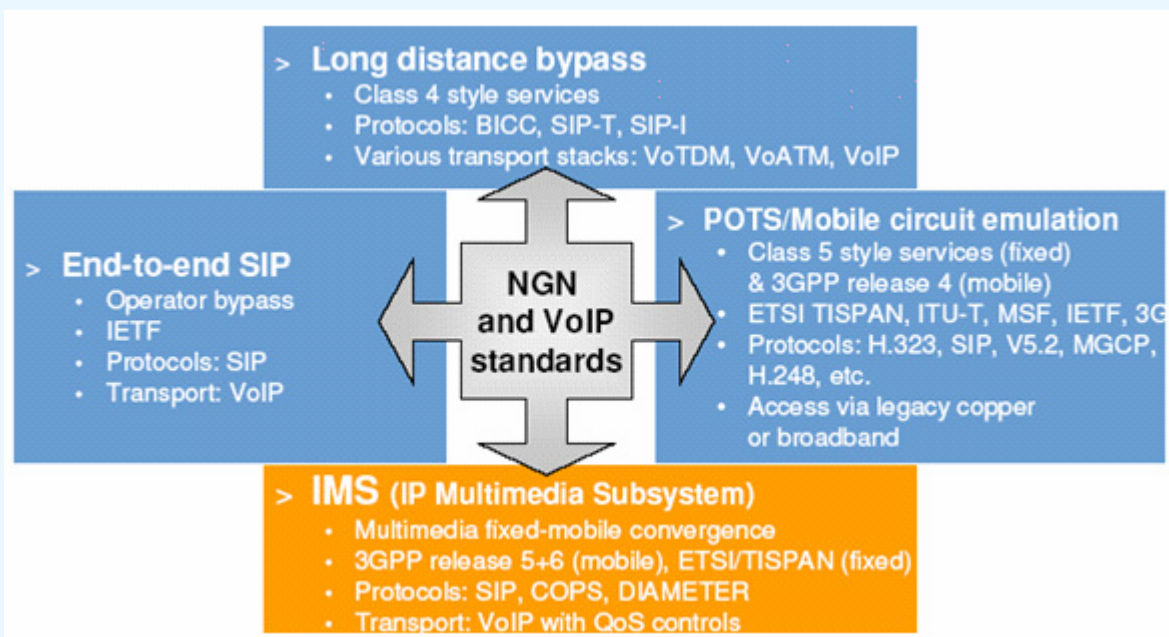 > Long distance bypass
• Class 4 style services
• Protocols: BICC, SIP-T, SIP-I
• Various transport stacks: VoTDM, VoATM, VoIP
> End-to-end SIP
• Operator bypass
• IETF
• Protocols: SIP
• Transport: VoIP
NGN
and VoIP
standards
> POTS/Mobile circuit emulation
• Class 5 style services (fixed)
& 3GPP release 4 (mobile)
• ETSI TISPAN, ITU-T, MSF, IETF, 3G
• Protocols: H.323, SIP, V5.2, MGCP,
H.248, etc.
• Access via legacy copper
or broadband
> IMS (IP Multimedia Subsystem)
• Multimedia fixed-mobile convergence
• 3GPP release 5+6 (mobile), ETSI/TISPAN (fixed)
• Protocols: SIP, COPS, DIAMETER
• Transport: VoIP with QoS controls